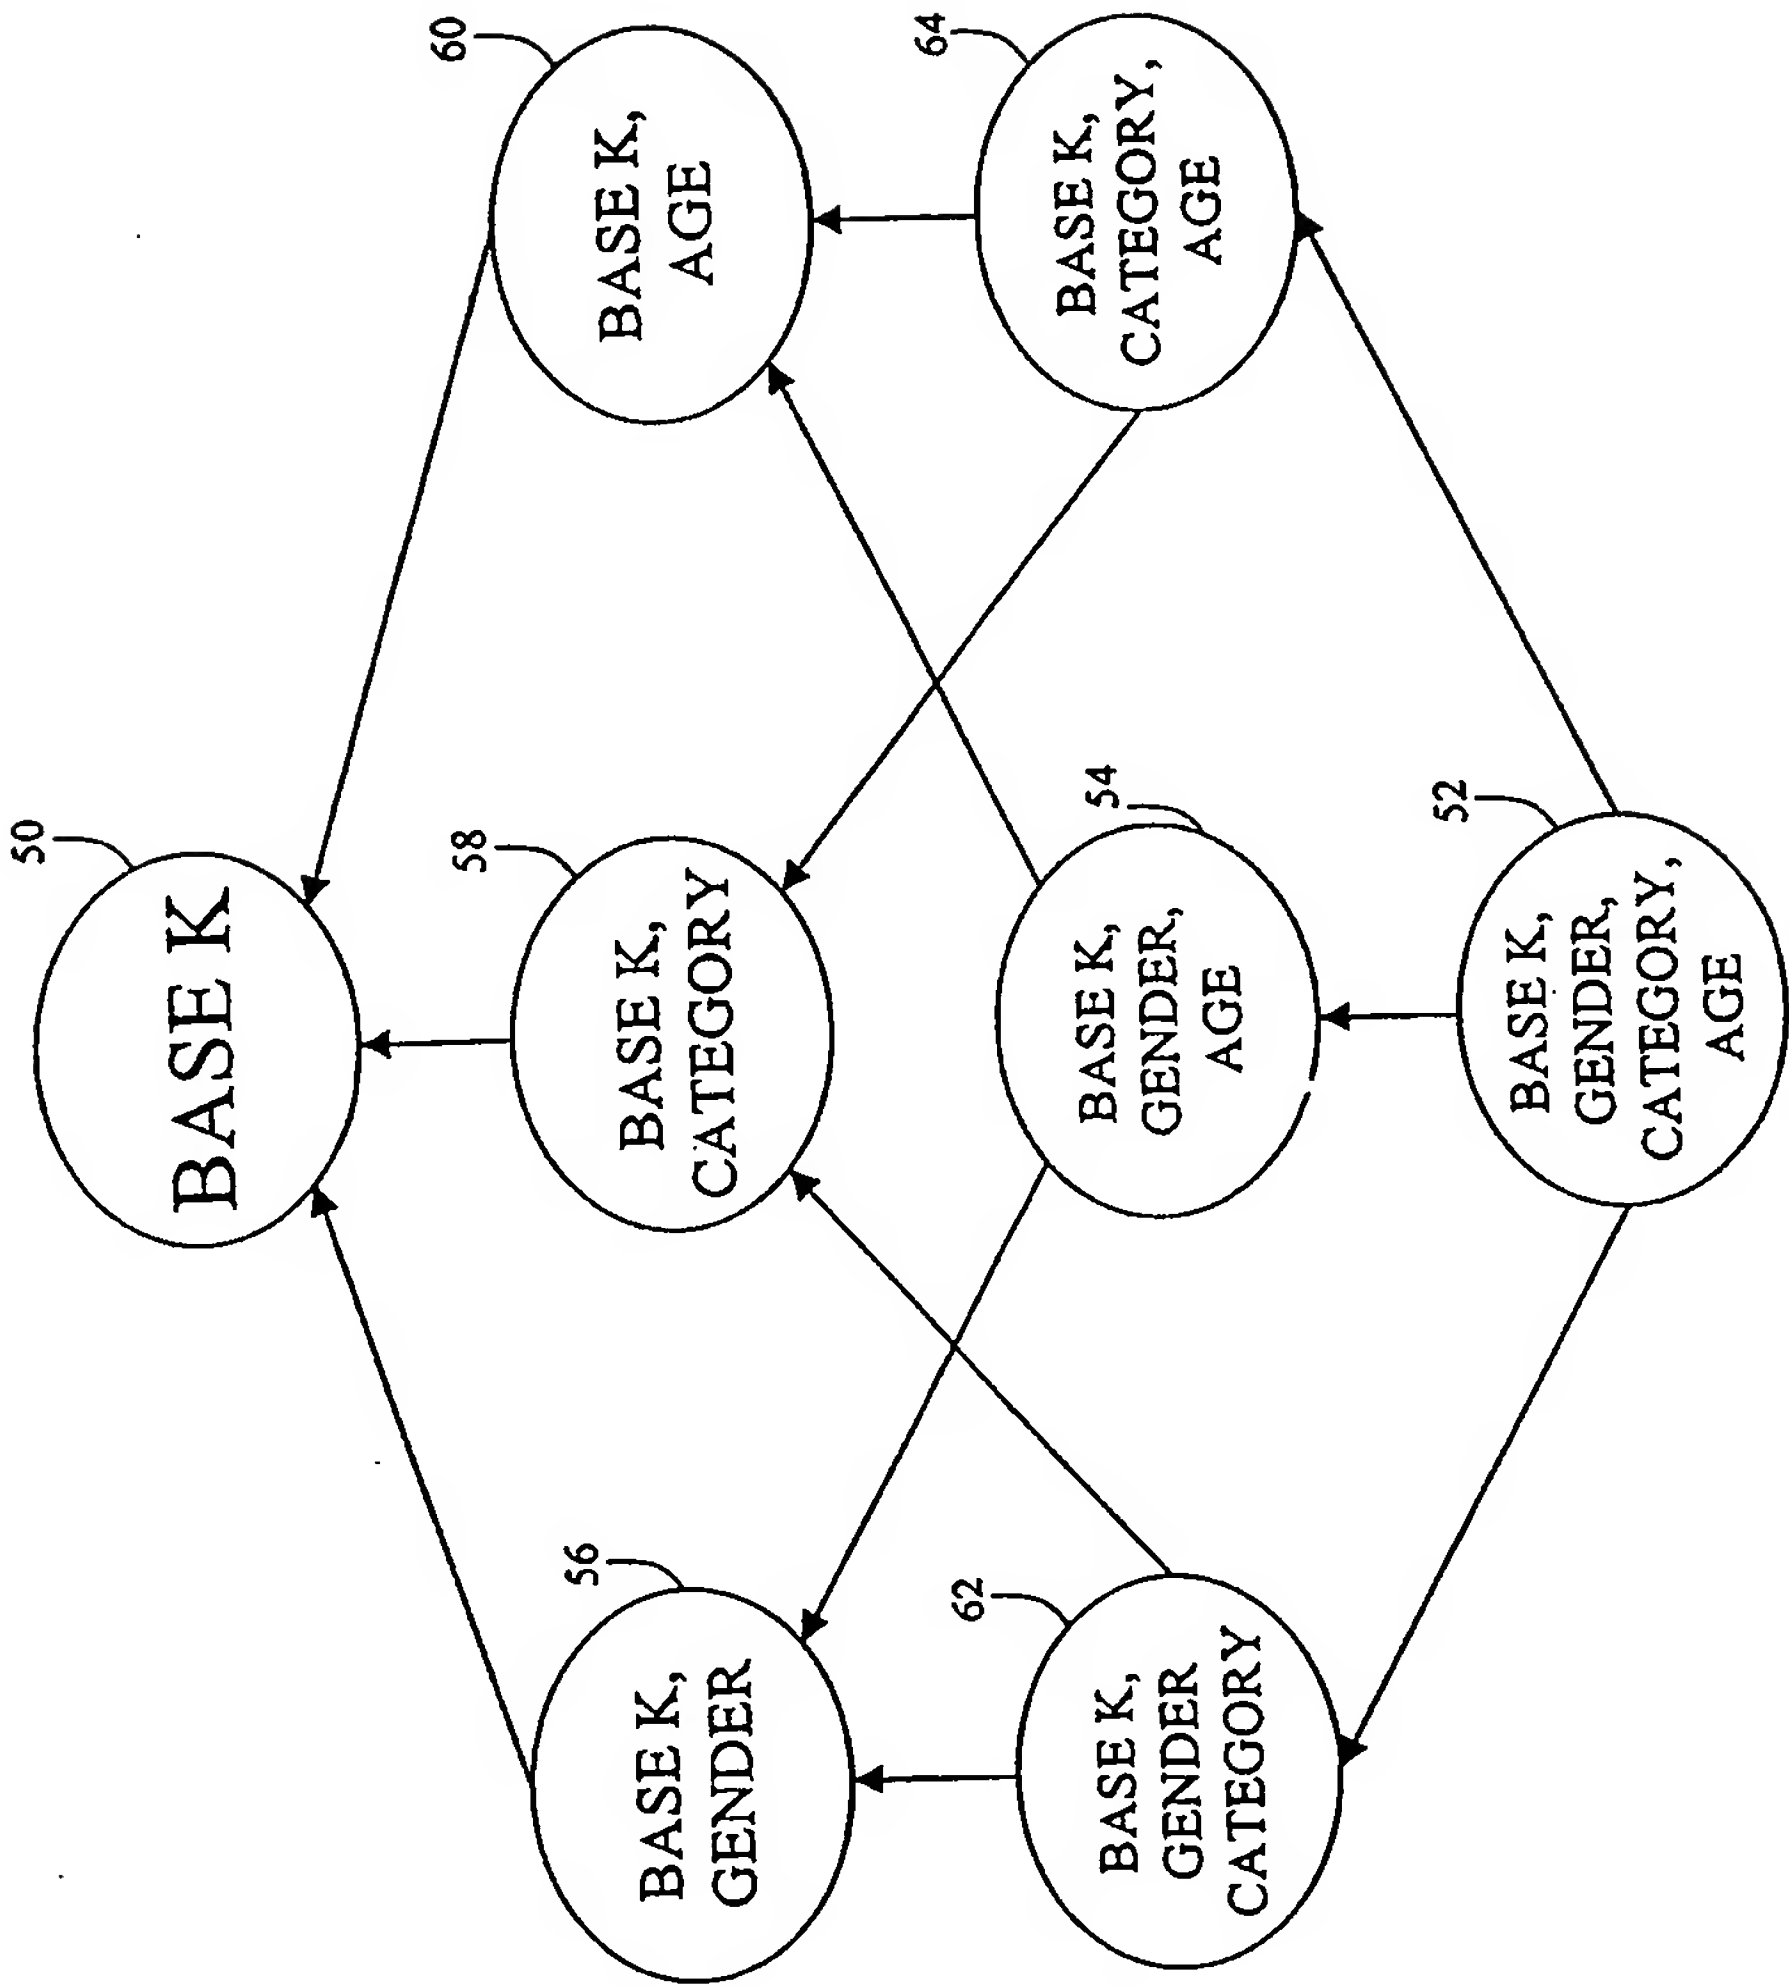 50
BASE K
56
BASE K,
GENDER
58
BASE K,
CATEGORY
60
BASE K,
AGE
62
BASE K,
GENDER
CATEGORY
54
BASE K,
GENDER,
AGE
64
BASE K,
CATEGORY,
AGE
52
BASE K,
GENDER,
CATEGORY,
AGE